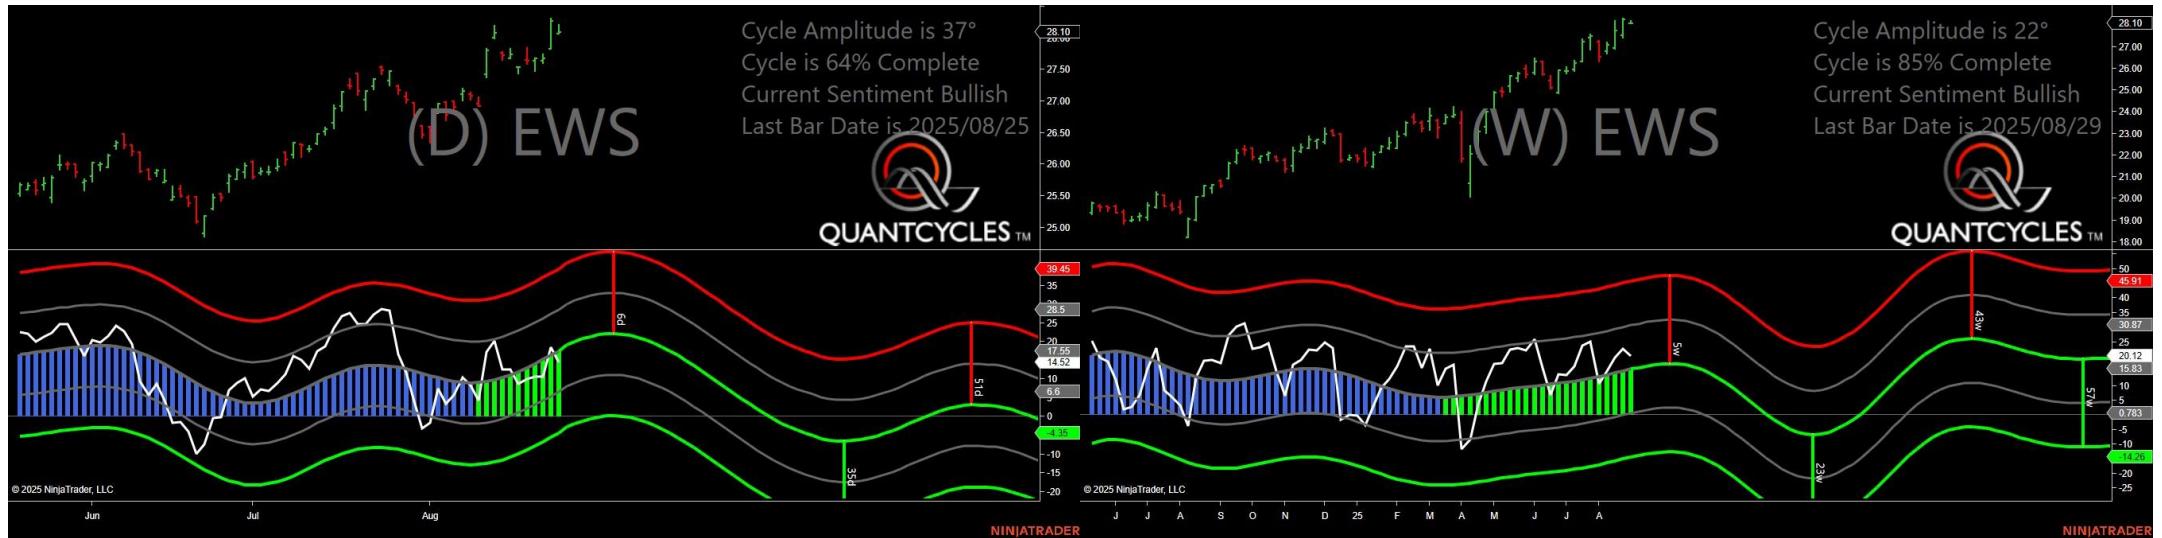 Cycle Amplitude is 37°
Cycle is 64% Complete
Current Sentiment Bullish
Last Bar Date is 2025/08/25
(D) EWS
QUANTCYCLES TM
28.10
28.00
27.50
27.00
26.50
26.00
25.50
25.00
39.45
35
28.5
25
20
17.55
14.52
10
6.6
0
-4.35
-10
-15
-20
6d
35d
51d
© 2025 NinjaTrader, LLC
Jun Jul Aug
NINJATRADER
Cycle Amplitude is 22°
Cycle is 85% Complete
Current Sentiment Bullish
Last Bar Date is 2025/08/29
(W) EWS
QUANTCYCLES TM
28.10
27.00
26.00
25.00
24.00
23.00
22.00
21.00
20.00
19.00
18.00
50
45.91
40
35
30.87
25
20.12
15.83
10
5
0.783
-5
-10
-14.26
-20
-25
5w
23w
43w
57w
© 2025 NinjaTrader, LLC
J J A S O N D 25 F M A M J J A
NINJATRADER